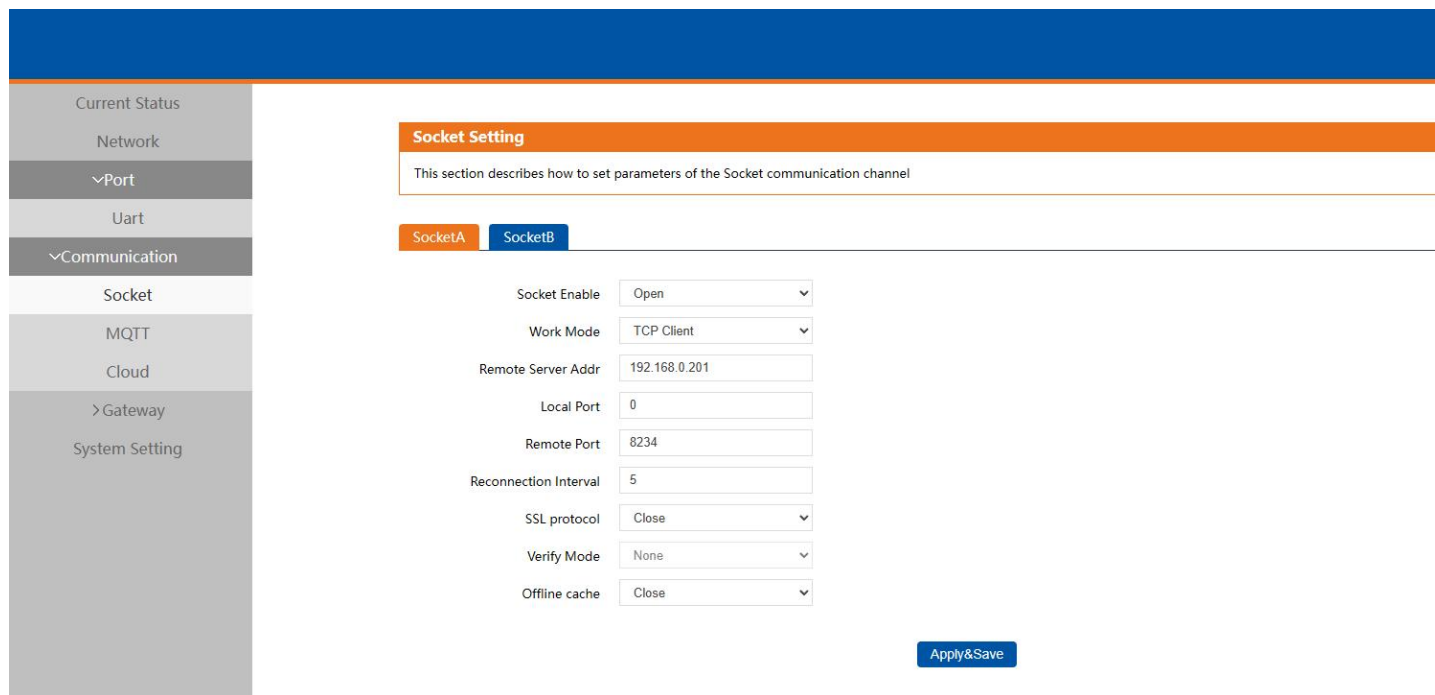 Current Status
Network
Port
Uart
Communication
Socket
MQTT
Cloud
Gateway
System Setting
Socket Setting
This section describes how to set parameters of the Socket communication channel
SocketA SocketB
Socket Enable Open
Work Mode TCP Client
Remote Server Addr 192.168.0.201
Local Port 0
Remote Port 8234
Reconnection Interval 5
SSL protocol Close
Verify Mode None
Offline cache Close
Apply&Save